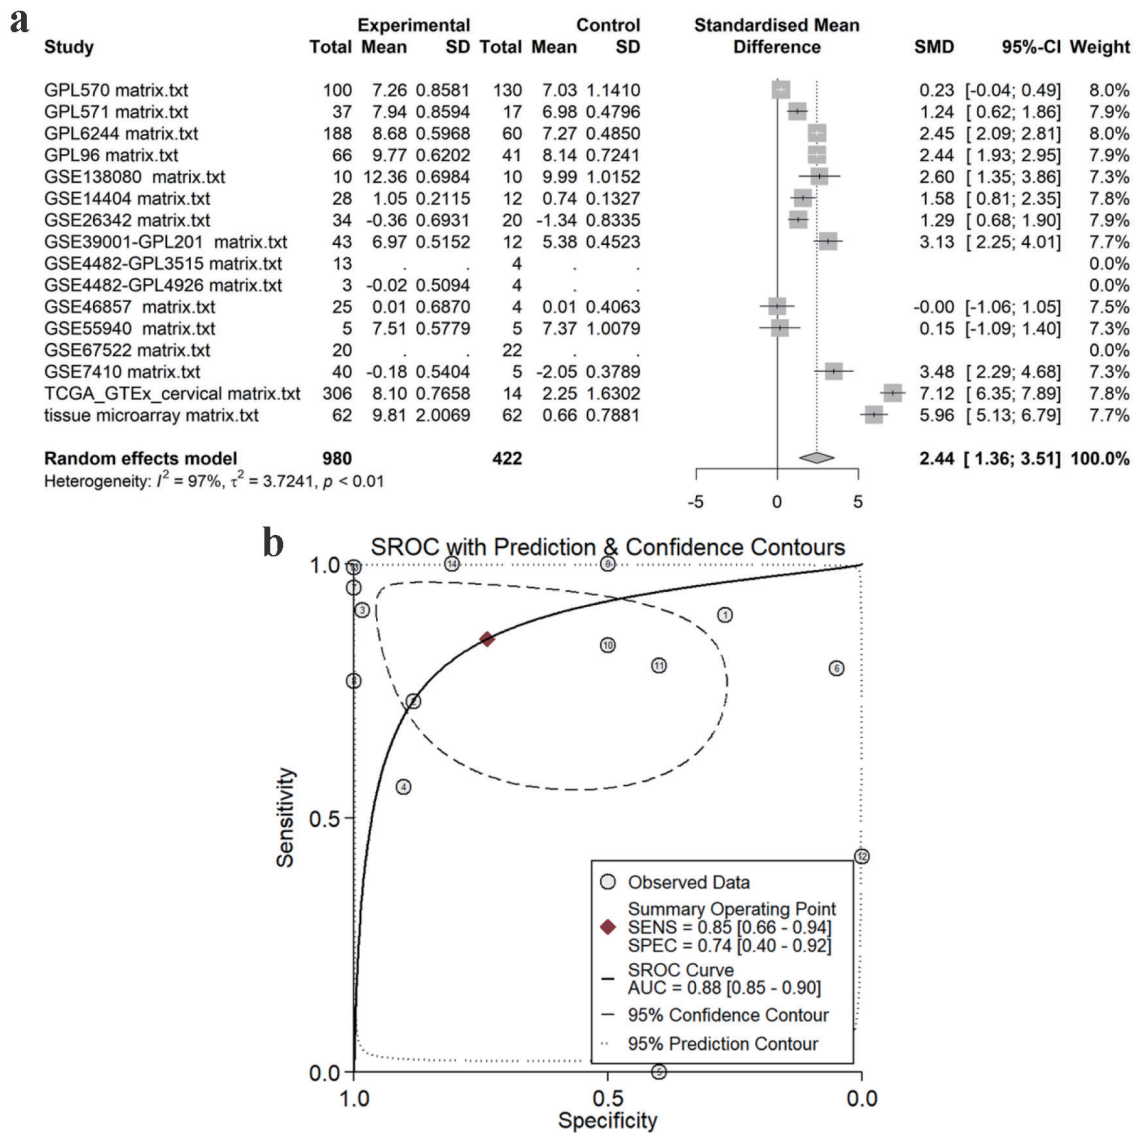 a
Experimental Control Standardised Mean
Study Total Mean SD Total Mean SD Difference SMD 95%-CI Weight
GPL570 matrix.txt 100 7.26 0.8581 130 7.03 1.1410 0.23 [-0.04; 0.49] 8.0%
GPL571 matrix.txt 37 7.94 0.8594 17 6.98 0.4796 1.24 [ 0.62; 1.86] 7.9%
GPL6244 matrix.txt 188 8.68 0.5968 60 7.27 0.4850 2.45 [ 2.09; 2.81] 8.0%
GPL96 matrix.txt 66 9.77 0.6202 41 8.14 0.7241 2.44 [ 1.93; 2.95] 7.9%
GSE138080 matrix.txt 10 12.36 0.6984 10 9.99 1.0152 2.60 [ 1.35; 3.86] 7.3%
GSE14404 matrix.txt 28 1.05 0.2115 12 0.74 0.1327 1.58 [ 0.81; 2.35] 7.8%
GSE26342 matrix.txt 34 -0.36 0.6931 20 -1.34 0.8335 1.29 [ 0.68; 1.90] 7.9%
GSE39001-GPL201 matrix.txt 43 6.97 0.5152 12 5.38 0.4523 3.13 [ 2.25; 4.01] 7.7%
GSE4482-GPL3515 matrix.txt 13 . . 4 . . 0.0%
GSE4482-GPL4926 matrix.txt 3 -0.02 0.5094 4 . . 0.0%
GSE46857 matrix.txt 25 0.01 0.6870 4 0.01 0.4063 -0.00 [-1.06; 1.05] 7.5%
GSE55940 matrix.txt 5 7.51 0.5779 5 7.37 1.0079 0.15 [-1.09; 1.40] 7.3%
GSE67522 matrix.txt 20 . . 22 . . 0.0%
GSE7410 matrix.txt 40 -0.18 0.5404 5 -2.05 0.3789 3.48 [ 2.29; 4.68] 7.3%
TCGA_GTEx_cervical matrix.txt 306 8.10 0.7658 14 2.25 1.6302 7.12 [ 6.35; 7.89] 7.8%
tissue microarray matrix.txt 62 9.81 2.0069 62 0.66 0.7881 5.96 [ 5.13; 6.79] 7.7%
Random effects model 980 422 2.44 [ 1.36; 3.51] 100.0%
Heterogeneity: I² = 97%, τ² = 3.7241, p < 0.01
-5 0 5
b
SROC with Prediction & Confidence Contours
1.0
14
3
1
10
11
6
4
12
0.5
Sensitivity
Observed Data
Summary Operating Point
SENS = 0.85 [0.66 - 0.94]
SPEC = 0.74 [0.40 - 0.92]
SROC Curve
AUC = 0.88 [0.85 - 0.90]
95% Confidence Contour
95% Prediction Contour
0.0
5
1.0 0.5 0.0
Specificity